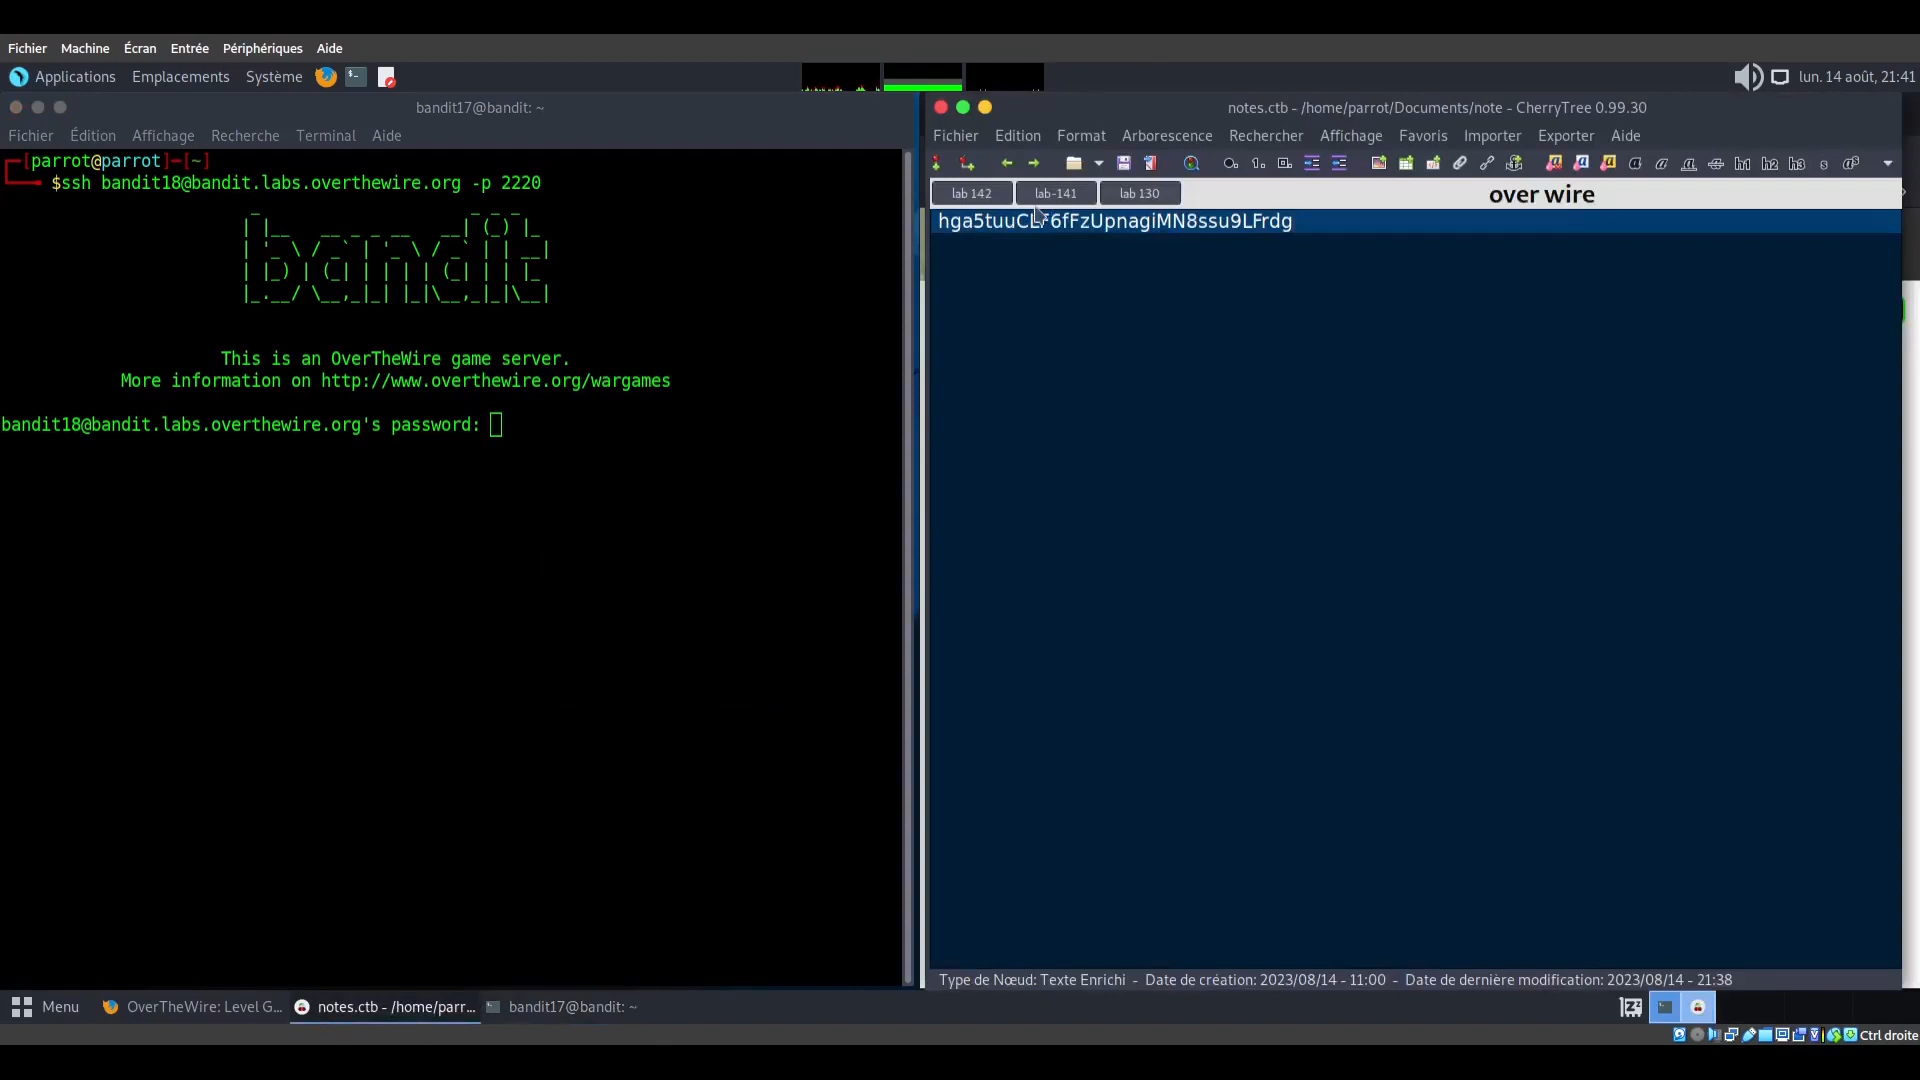 Fichier Machine Écran Entrée Périphériques Aide
Applications Emplacements Système
lun. 14 août, 21:41
bandit17@bandit: ~
Fichier Édition Affichage Recherche Terminal Aide
┌─[parrot@parrot]─[~]
└──╼ $ssh bandit18@bandit.labs.overthewire.org -p 2220
This is an OverTheWire game server.
More information on http://www.overthewire.org/wargames
bandit18@bandit.labs.overthewire.org's password:
notes.ctb - /home/parrot/Documents/note - CherryTree 0.99.30
Fichier Edition Format Arborescence Rechercher Affichage Favoris Importer Exporter Aide
lab 142 lab-141 lab 130
over wire
Type de Nœud: Texte Enrichi - Date de création: 2023/08/14 - 11:00 - Date de dernière modification: 2023/08/14 - 21:38
Menu OverTheWire: Level G... notes.ctb - /home/parr... bandit17@bandit: ~
Ctrl droite